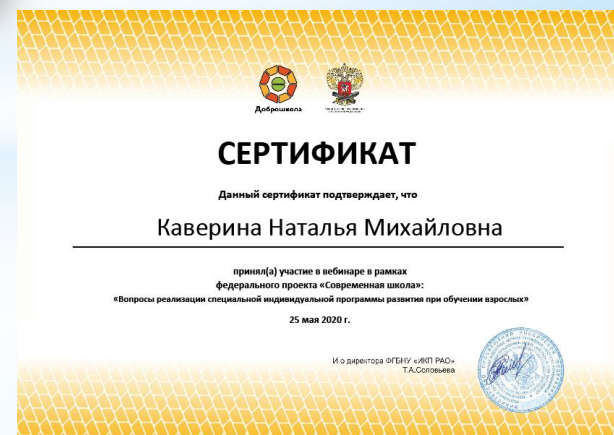 Доброшкола
СЕРТИФИКАТ
Данный сертификат подтверждает, что
Каверина Наталья Михайловна
принял(а) участие в вебинаре в рамках
федерального проекта «Современная школа»:
«Вопросы реализации специальной индивидуальной программы развития при обучении взрослых»
25 мая 2020 г.
И.о директора ФГБНУ «ИКП РАО»
Т.А.Соловьева